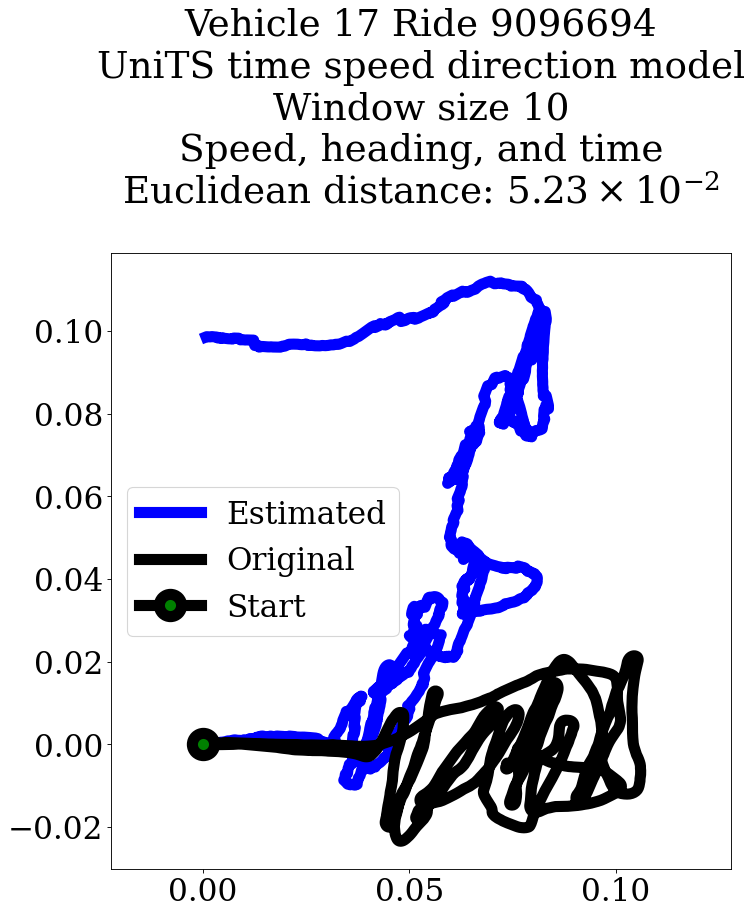 Vehicle 17 Ride 9096694
UniTS time speed direction model
Window size 10
Speed, heading, and time
Euclidean distance: 5.23 × 10⁻²
0.10
0.08
0.06
0.04
0.02
0.00
−0.02
Estimated
Original
Start
0.00
0.05
0.10